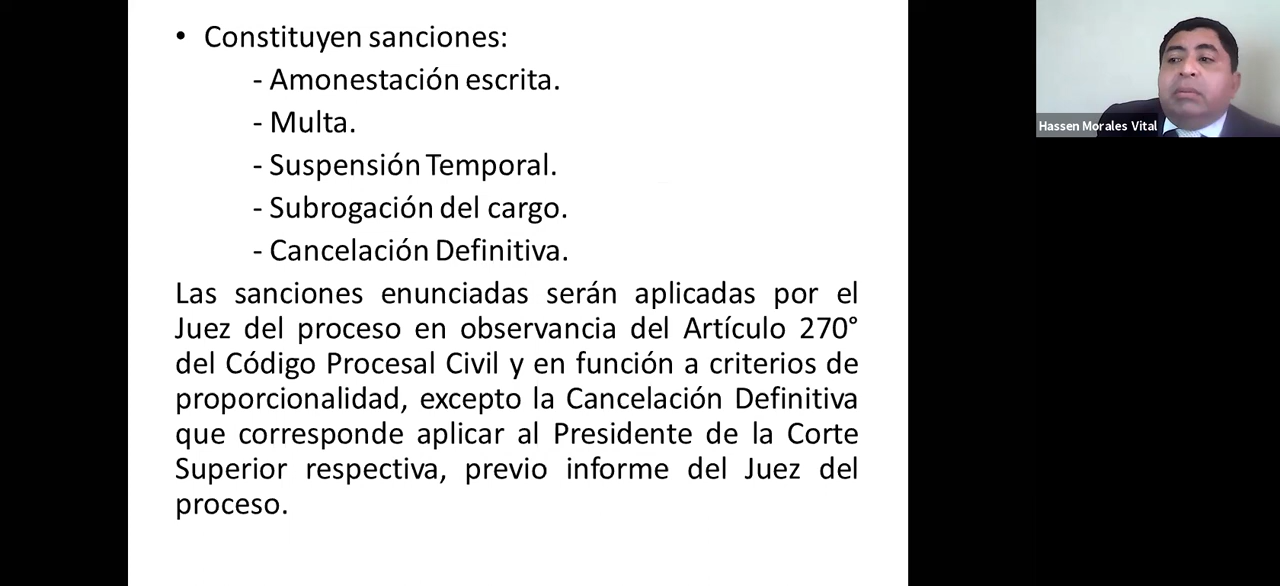 • Constituyen sanciones:
- Amonestación escrita.
- Multa.
- Suspensión Temporal.
- Subrogación del cargo.
- Cancelación Definitiva.
Las sanciones enunciadas serán aplicadas por el
Juez del proceso en observancia del Artículo 270°
del Código Procesal Civil y en función a criterios de
proporcionalidad, excepto la Cancelación Definitiva
que corresponde aplicar al Presidente de la Corte
Superior respectiva, previo informe del Juez del
proceso.
Hassen Morales Vital